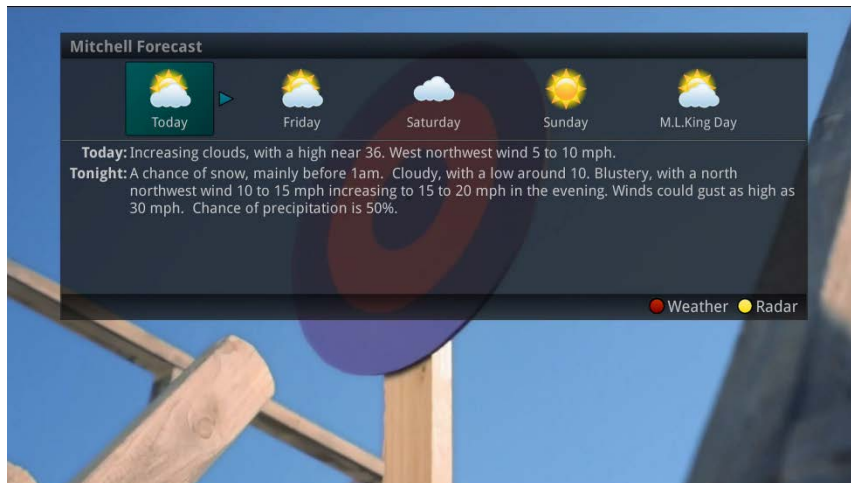 Mitchell Forecast
Today
Friday
Saturday
Sunday
M.L.King Day
Today: Increasing clouds, with a high near 36. West northwest wind 5 to 10 mph.
Tonight: A chance of snow, mainly before 1am.  Cloudy, with a low around 10. Blustery, with a north
northwest wind 10 to 15 mph increasing to 15 to 20 mph in the evening. Winds could gust as high as
30 mph.  Chance of precipitation is 50%.
Weather
Radar